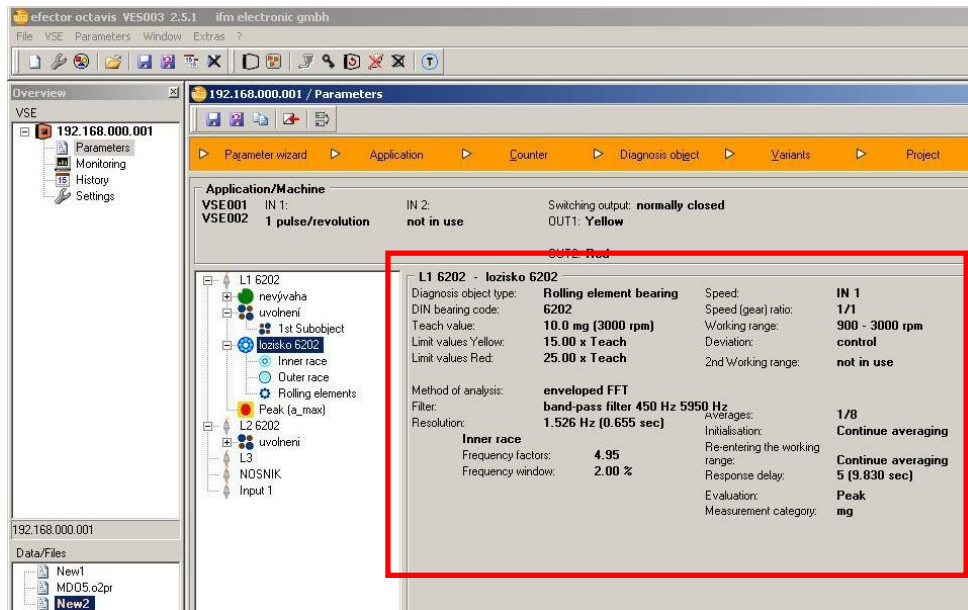 efector octavis VES003 2.5.1 ifm electronic gmbh
File VSE Parameters Window Extras ?
Overview
VSE
192.168.000.001
Parameters
Monitoring
History
Settings
192.168.000.001
Data/Files
New1
MD05.o2pr
New2
192.168.000.001 / Parameters
Parameter wizard Application Counter Diagnosis object Variants Project
Application/Machine
VSE001 IN 1: IN 2: Switching output: normally closed
VSE002 1 pulse/revolution not in use OUT1: Yellow
OUT2: Red
L1 6202
nevývaha
uvolnení
1st Subobject
lozisko 6202
Inner race
Outer race
Rolling elements
Peak (a_max)
L2 6202
uvolneni
L3
NOSNIK
Input 1
L1 6202 - lozisko 6202
Diagnosis object type: Rolling element bearing
DIN bearing code: 6202
Teach value: 10.0 mg (3000 rpm)
Limit values Yellow: 15.00 x Teach
Limit values Red: 25.00 x Teach
Method of analysis: enveloped FFT
Filter: band-pass filter 450 Hz 5950 Hz
Resolution: 1.526 Hz (0.655 sec)
Inner race
Frequency factors: 4.95
Frequency window: 2.00 %
Speed: IN 1
Speed (gear) ratio: 1/1
Working range: 900 - 3000 rpm
Deviation: control
2nd Working range: not in use
Averages: 1/8
Initialisation: Continue averaging
Re-entering the working
range: Continue averaging
Response delay: 5 (9.830 sec)
Evaluation: Peak
Measurement category: mg